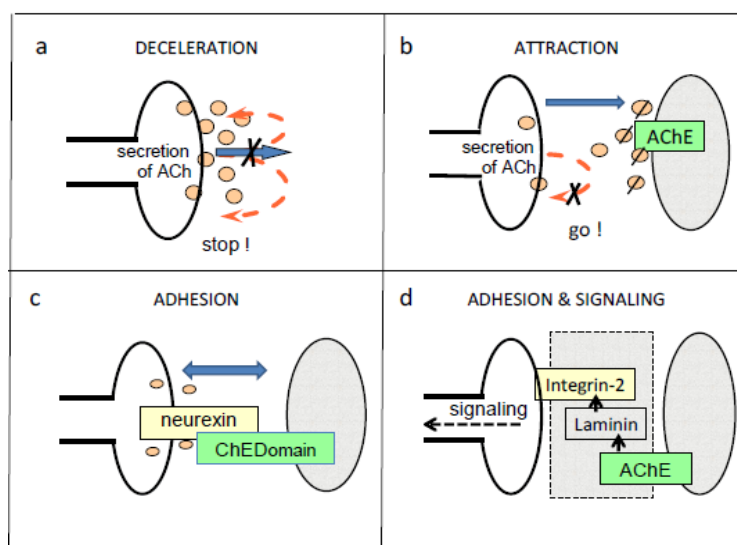 a
DECELERATION
secretion
of ACh
stop !
b
ATTRACTION
AChE
secretion
of ACh
go !
c
ADHESION
neurexin
ChEDomain
d
ADHESION & SIGNALING
Integrin-2
signaling
Laminin
AChE